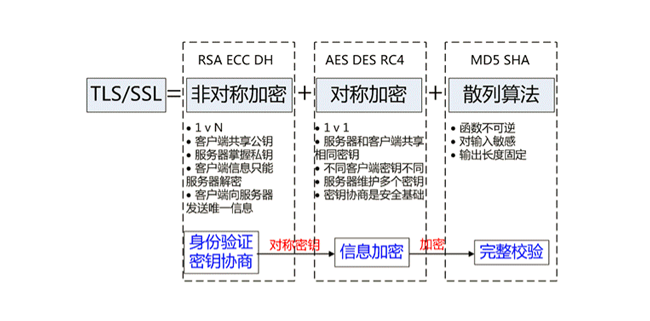 RSA ECC DH
AES DES RC4
MD5 SHA
TLS/SSL=非对称加密+对称加密+散列算法
• 1 v N
• 客户端共享公钥
• 服务器掌握私钥
• 客户端信息只能
服务器解密
• 客户端向服务器
发送唯一信息
• 1 v 1
• 服务器和客户端共享
相同密钥
• 不同客户端密钥不同
• 服务器维护多个密钥
• 密钥协商是安全基础
• 函数不可逆
• 对输入敏感
• 输出长度固定
身份验证
密钥协商
对称密钥
信息加密
加密
完整校验